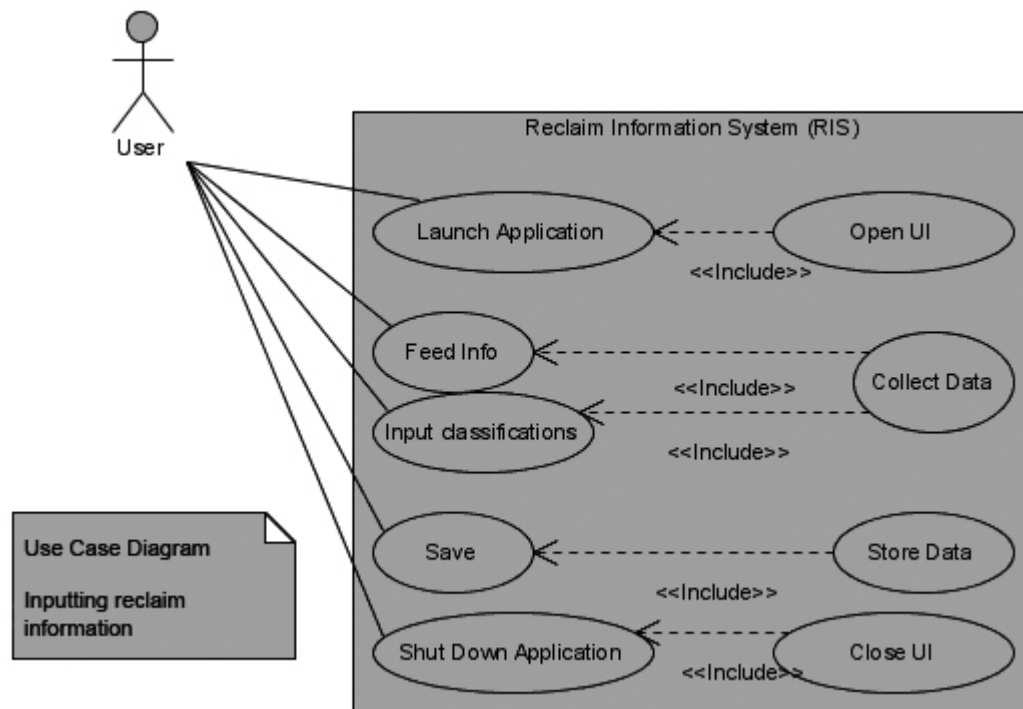 User
Reclaim Information System (RIS)
Launch Application
Open UI
<<Include>>
Feed Info
Collect Data
<<Include>>
Input classifications
<<Include>>
Use Case Diagram
Inputting reclaim
information
Save
Store Data
<<Include>>
Shut Down Application
Close UI
<<Include>>